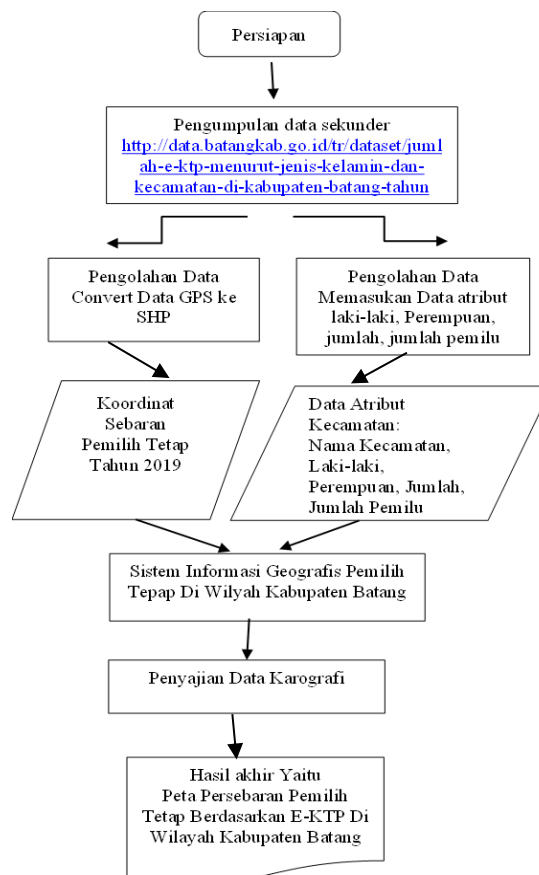 Persiapan
Pengumpulan data sekunder
http://data.batangkab.go.id/tr/dataset/juml
ah-e-ktp-menurut-jenis-kelamin-dan-
kecamatan-di-kabupaten-batang-tahun
Pengolahan Data
Convert Data GPS ke
SHP
Pengolahan Data
Memasukan Data atribut
laki-laki, Perempuan,
jumlah, jumlah pemilu
Koordinat
Sebaran
Pemilih Tetap
Tahun 2019
Data Atribut
Kecamatan:
Nama Kecamatan,
Laki-laki,
Perempuan, Jumlah,
Jumlah Pemilu
Sistem Informasi Geografis Pemilih
Tepap Di Wilyah Kabupaten Batang
Penyajian Data Karografi
Hasil akhir Yaitu
Peta Persebaran Pemilih
Tetap Berdasarkan E-KTP Di
Wilayah Kabupaten Batang